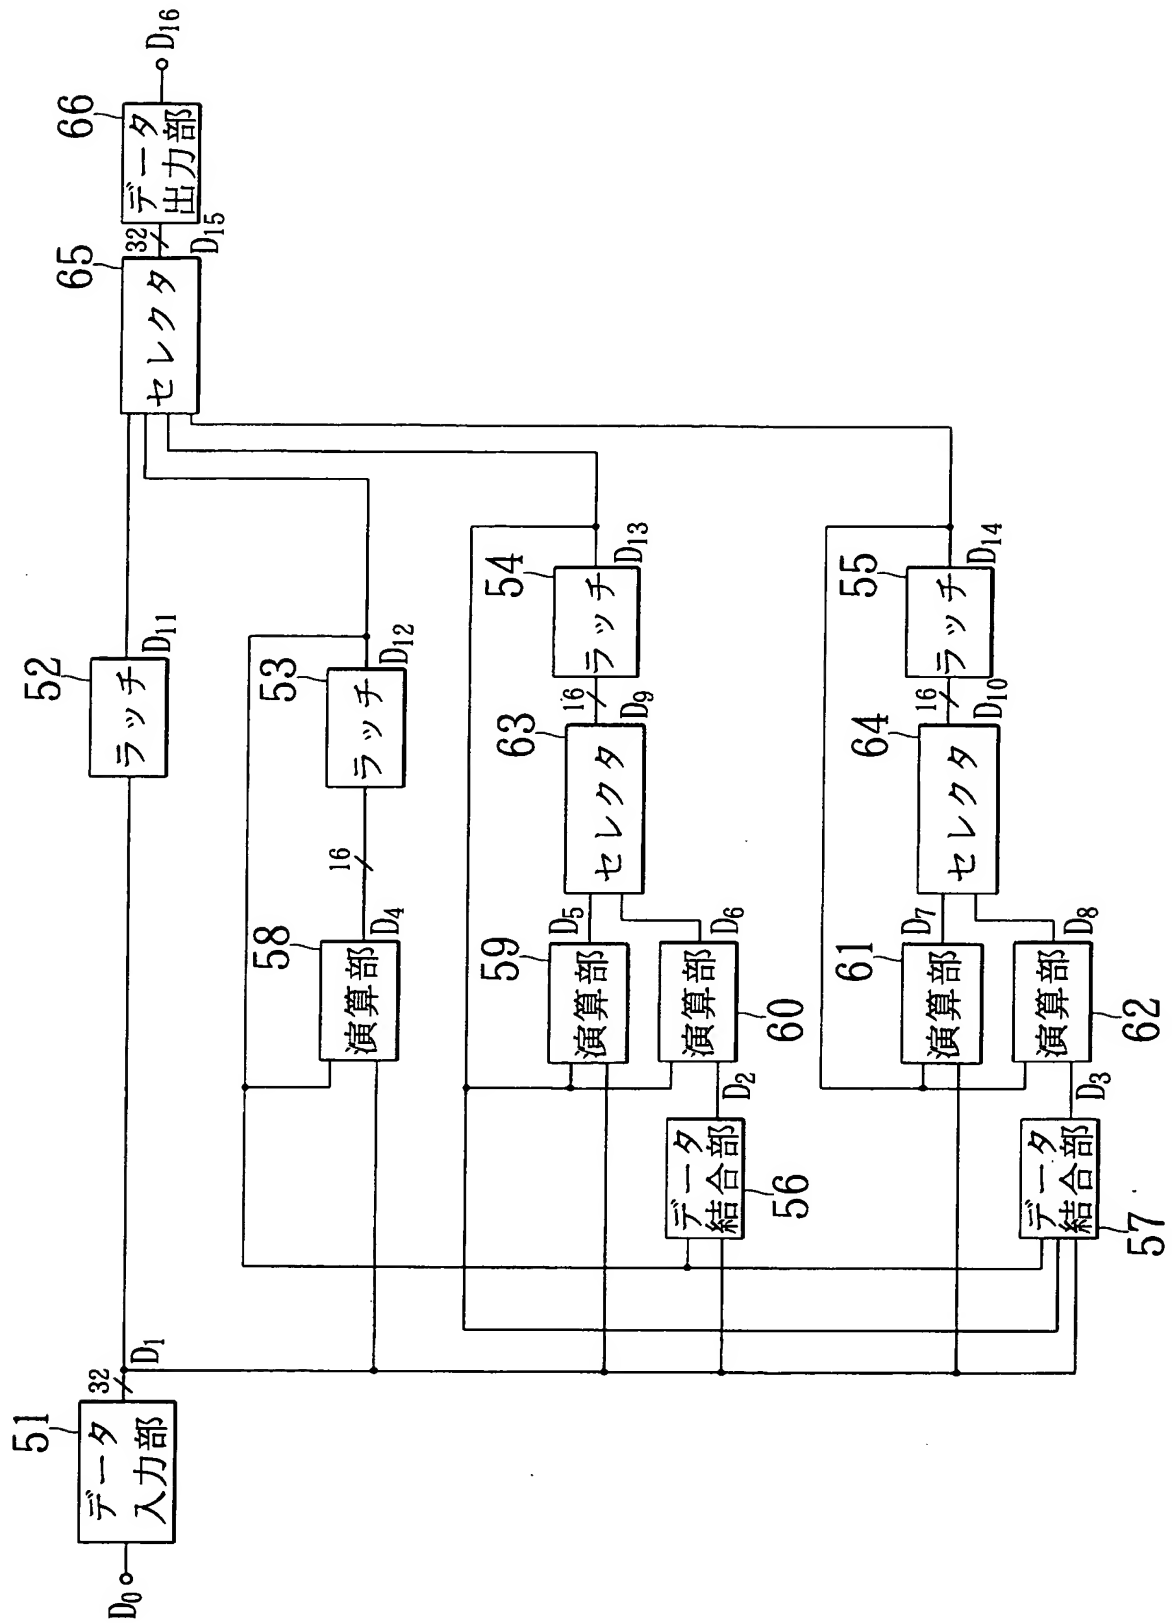 D0
51
データ
入力部
32
D1
52
ラッチ
D11
58
演算部
D4
16
53
ラッチ
D12
59
演算部
D5
56
データ
結合部
D2
60
演算部
D6
63
セレクタ
16
D9
54
ラッチ
D13
61
演算部
D7
57
データ
結合部
D3
62
演算部
D8
64
セレクタ
16
D10
55
ラッチ
D14
65
セレクタ
32
D15
66
データ
出力部
D16